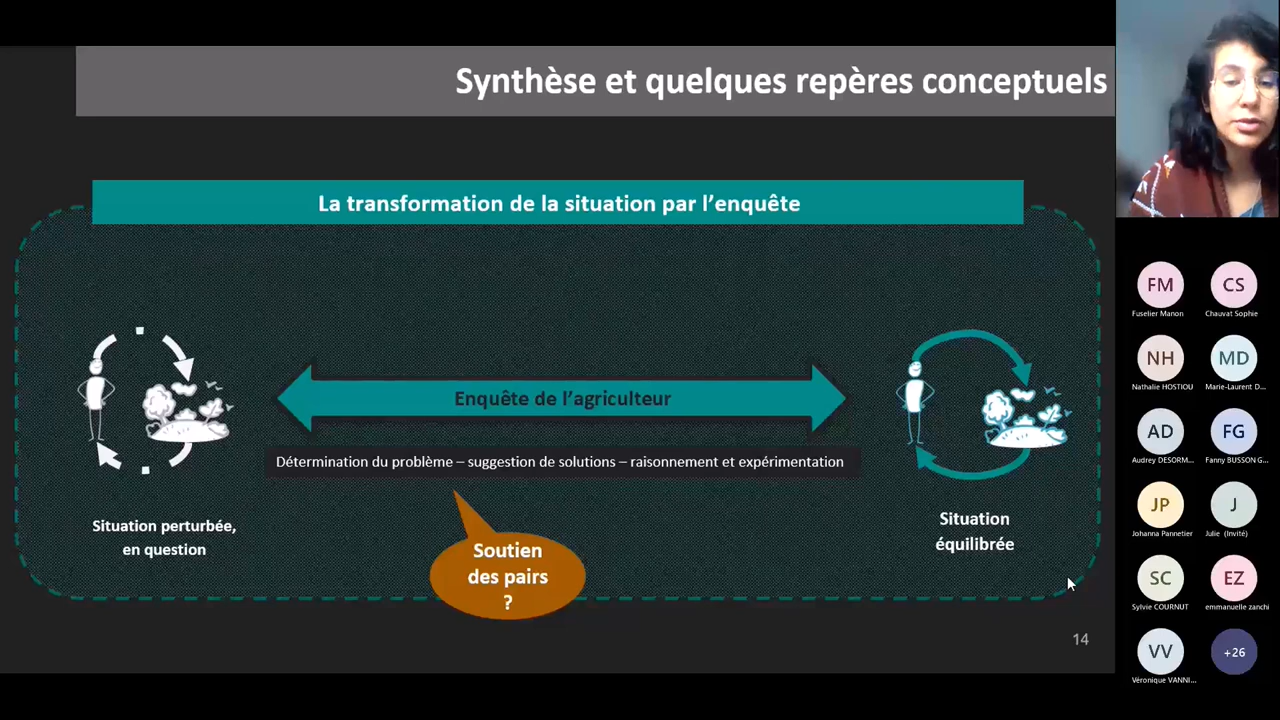 Synthèse et quelques repères conceptuels
La transformation de la situation par l'enquête
Enquête de l'agriculteur
Détermination du problème – suggestion de solutions – raisonnement et expérimentation
Situation perturbée,
en question
Situation
équilibrée
Soutien
des pairs
?
14
FM
CS
Fuselier Manon
Chauvat Sophie
NH
MD
Nathalie HOSTIOU
Marie-Laurent D...
AD
FG
Audrey DESORM...
Fanny BUSSON G...
JP
J
Johanna Pannetier
Julie (Invité)
SC
EZ
Sylvie COURNUT
emmanuelle zanchi
VV
+26
Véronique VANNI...